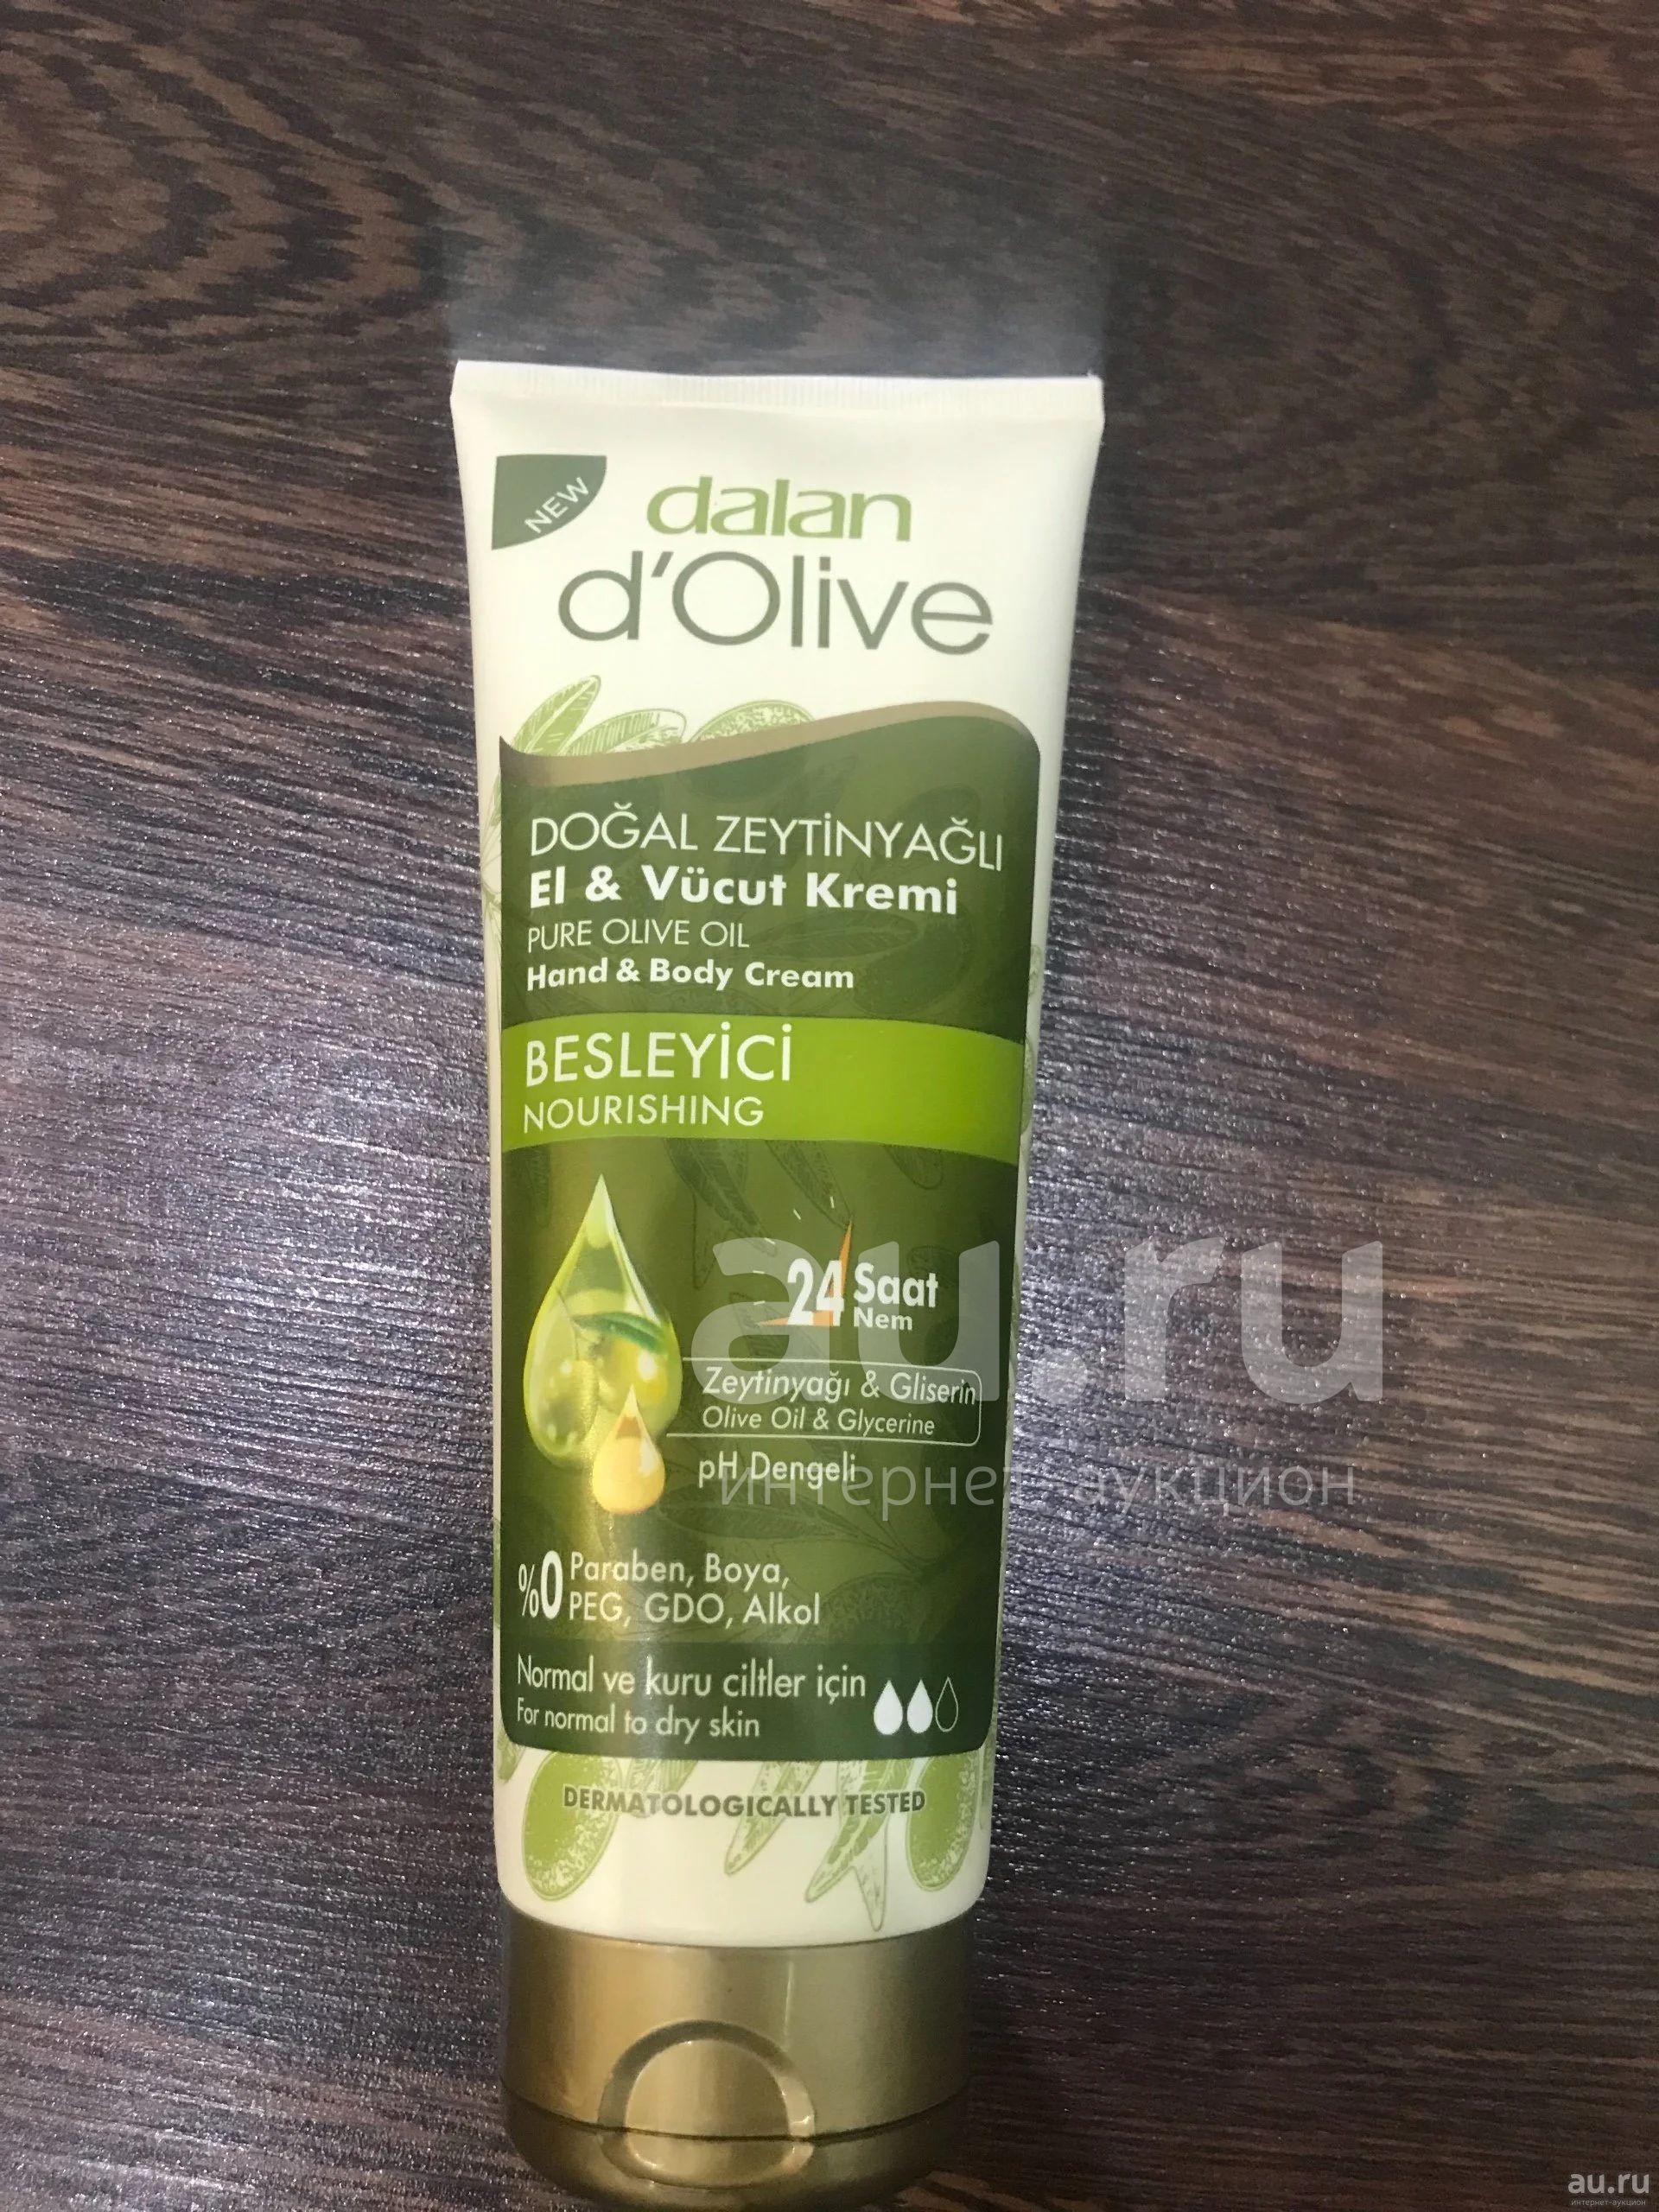 NEW
dalan
d'Olive
DOĞAL ZEYTİNYAĞLI
El & Vücut Kremi
PURE OLIVE OIL
Hand & Body Cream
BESLEYİCİ
NOURISHING
24 Saat
Nem
Zeytinyağı & Gliserin
Olive Oil & Glycerine
pH Dengeli
%0 Paraben, Boya,
PEG, GDO, Alkol
Normal ve kuru ciltler için
For normal to dry skin
DERMATOLOGICALLY TESTED
au.ru
интернет-аукцион
au.ru
интернет-аукцион